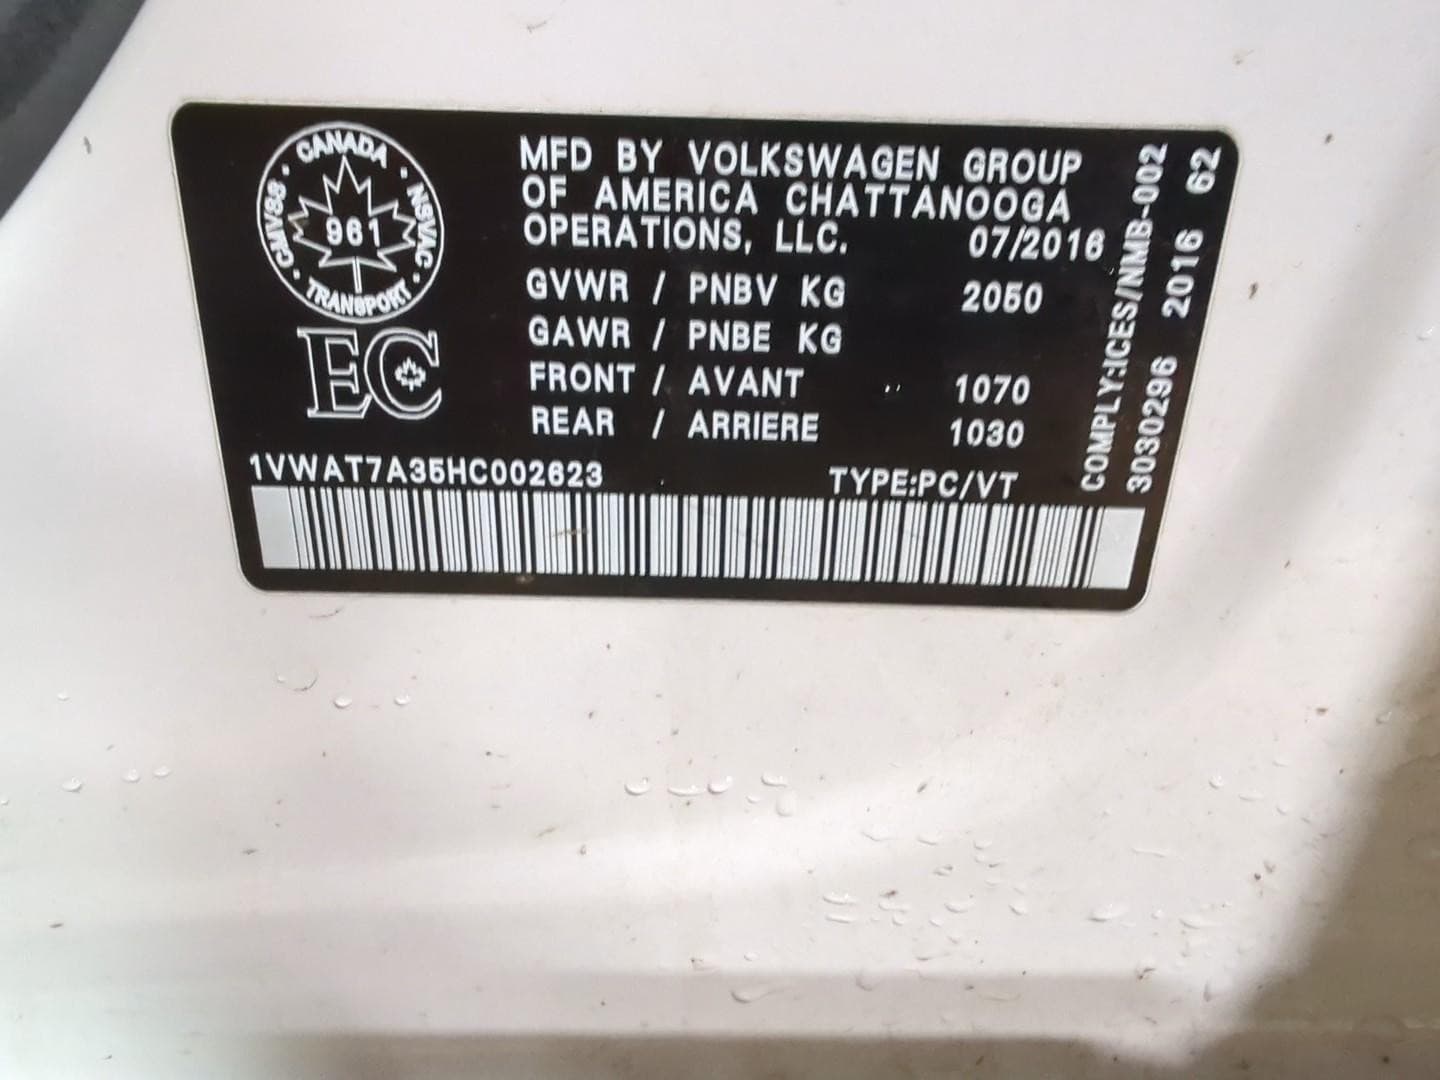 CANADA
CMVSS · NSVAC
961
TRANSPORT
EC
MFD BY VOLKSWAGEN GROUP
OF AMERICA CHATTANOOGA
OPERATIONS, LLC. 07/2016
GVWR / PNBV KG 2050
GAWR / PNBE KG
FRONT / AVANT 1070
REAR / ARRIERE 1030
1VWAT7A35HC002623 TYPE:PC/VT
COMPLY:ICES/NMB-002
3030296 2016 62